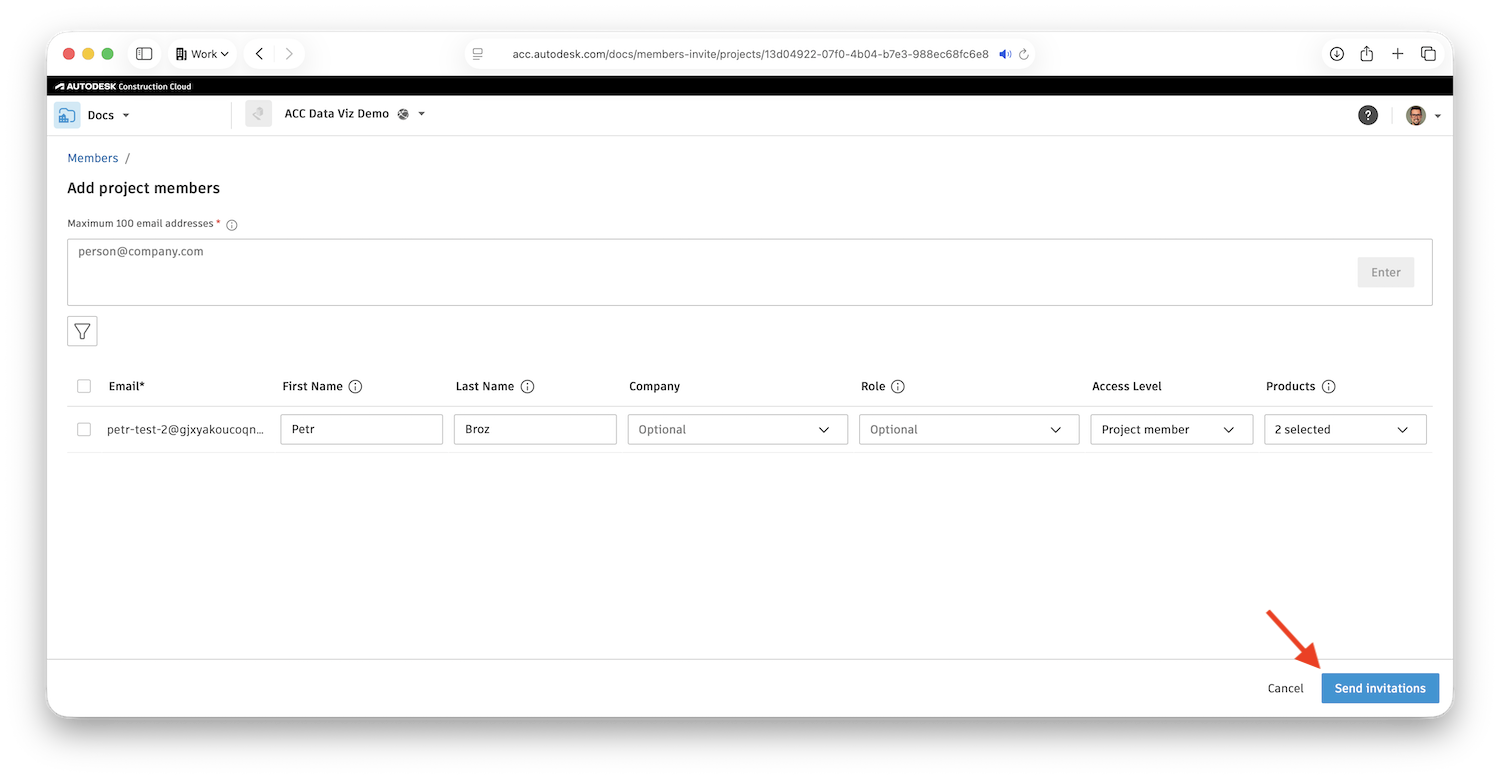 Work
acc.autodesk.com/docs/members-invite/projects/13d04922-07f0-4b04-b7e3-988ec68fc6e8
AUTODESK Construction Cloud
Docs
ACC Data Viz Demo
?
Members /
Add project members
Maximum 100 email addresses *
person@company.com
Enter
Email* First Name Last Name Company Role Access Level Products
petr-test-2@gjxyakoucoqn... Petr Broz Optional Optional Project member 2 selected
Cancel Send invitations